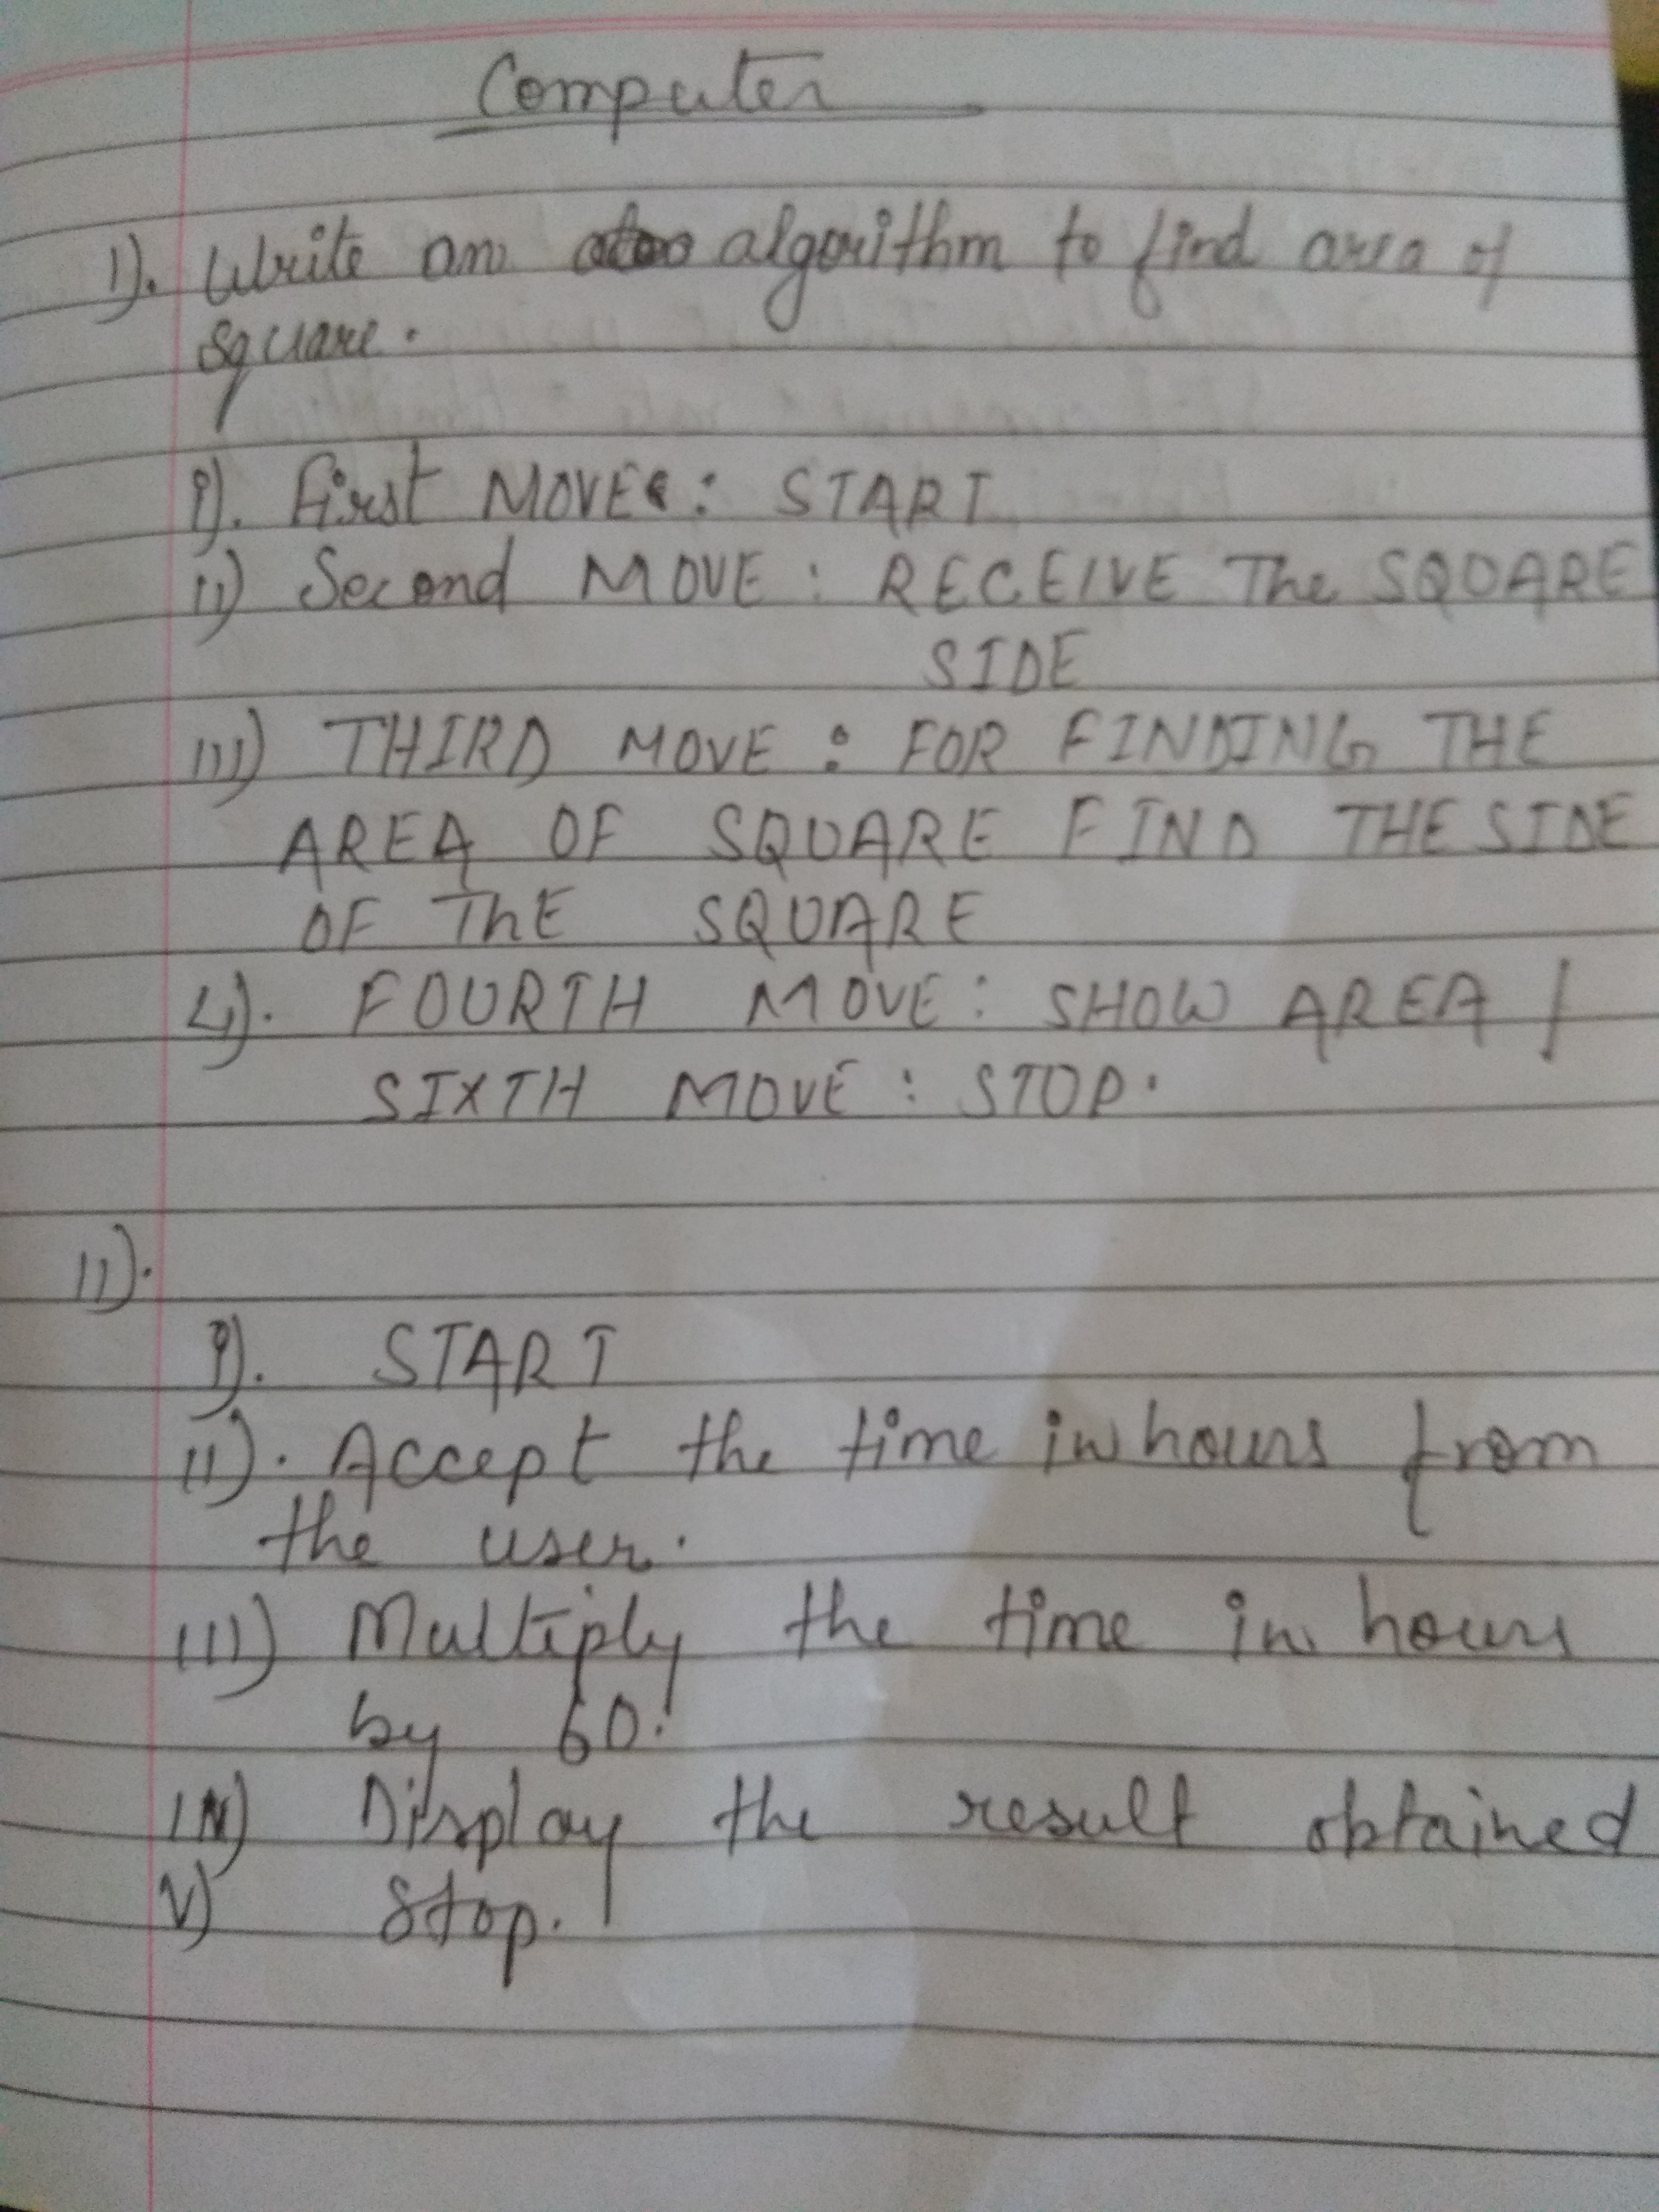 Computer
1). Write an algorithm to find area of
square.
i). First MOVE: START
ii) Second MOVE: RECEIVE The SQUARE
SIDE
iii) THIRD MOVE: FOR FINDING THE
AREA OF SQUARE FIND THE SIDE
OF ThE SQUARE
4). FOURTH MOVE: SHOW AREA /
SIXTH MOVE: STOP.
11).
i). START
ii). Accept the time in hours from
the user.
iii) Multiply the time in hours
by 60.
iv) Display the result obtained
v) Stop.